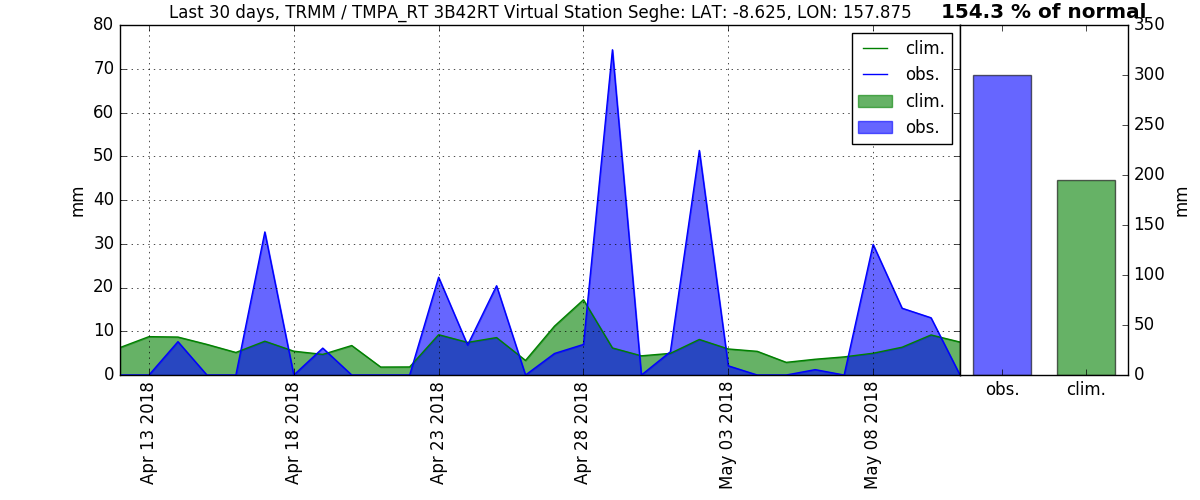 Last 30 days, TRMM / TMPA_RT 3B42RT Virtual Station Seghe: LAT: -8.625, LON: 157.875
154.3 % of normal
80
70
60
50
40
30
20
10
0
mm
clim.
obs.
clim.
obs.
Apr 13 2018
Apr 18 2018
Apr 23 2018
Apr 28 2018
May 03 2018
May 08 2018
350
300
250
200
150
100
50
0
mm
obs.
clim.